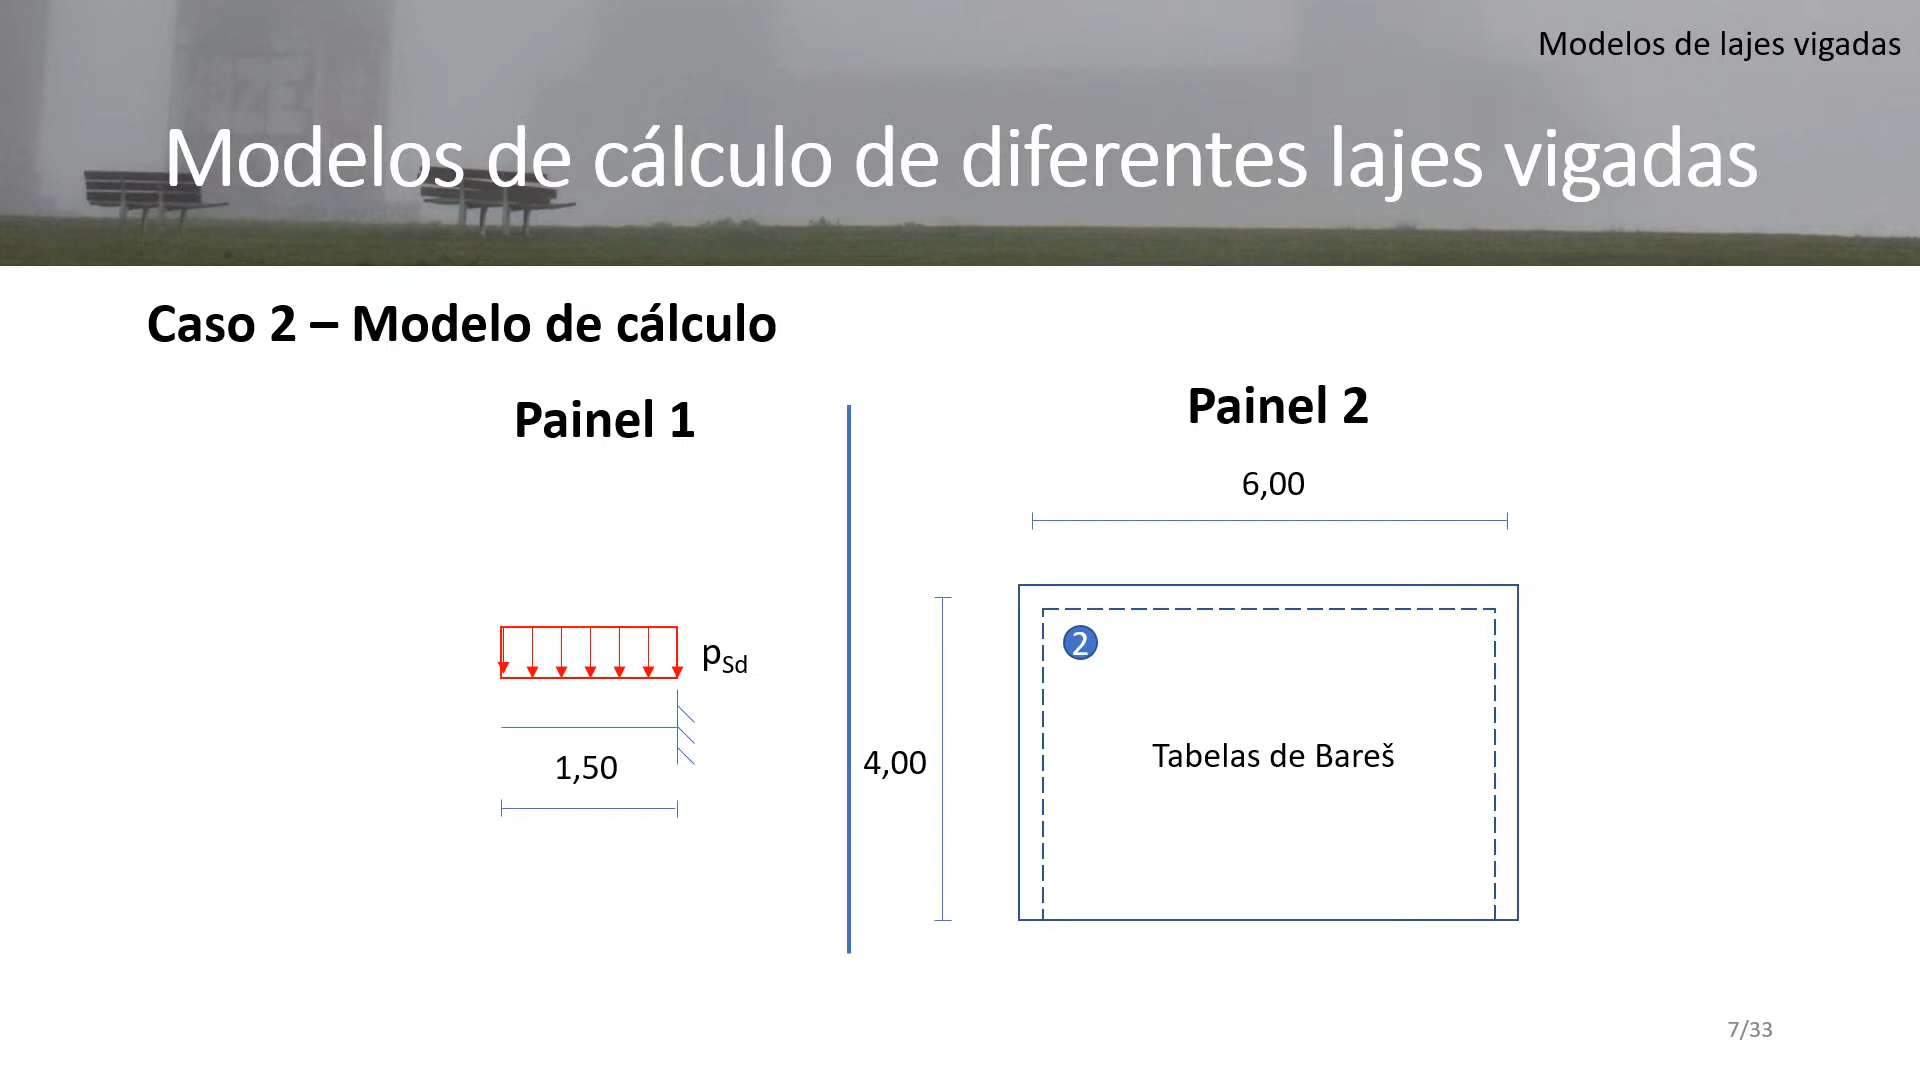 Modelos de lajes vigadas
Modelos de cálculo de diferentes lajes vigadas
Caso 2 – Modelo de cálculo
Painel 1
pSd
1,50
Painel 2
6,00
4,00
2
Tabelas de Bareš
7/33